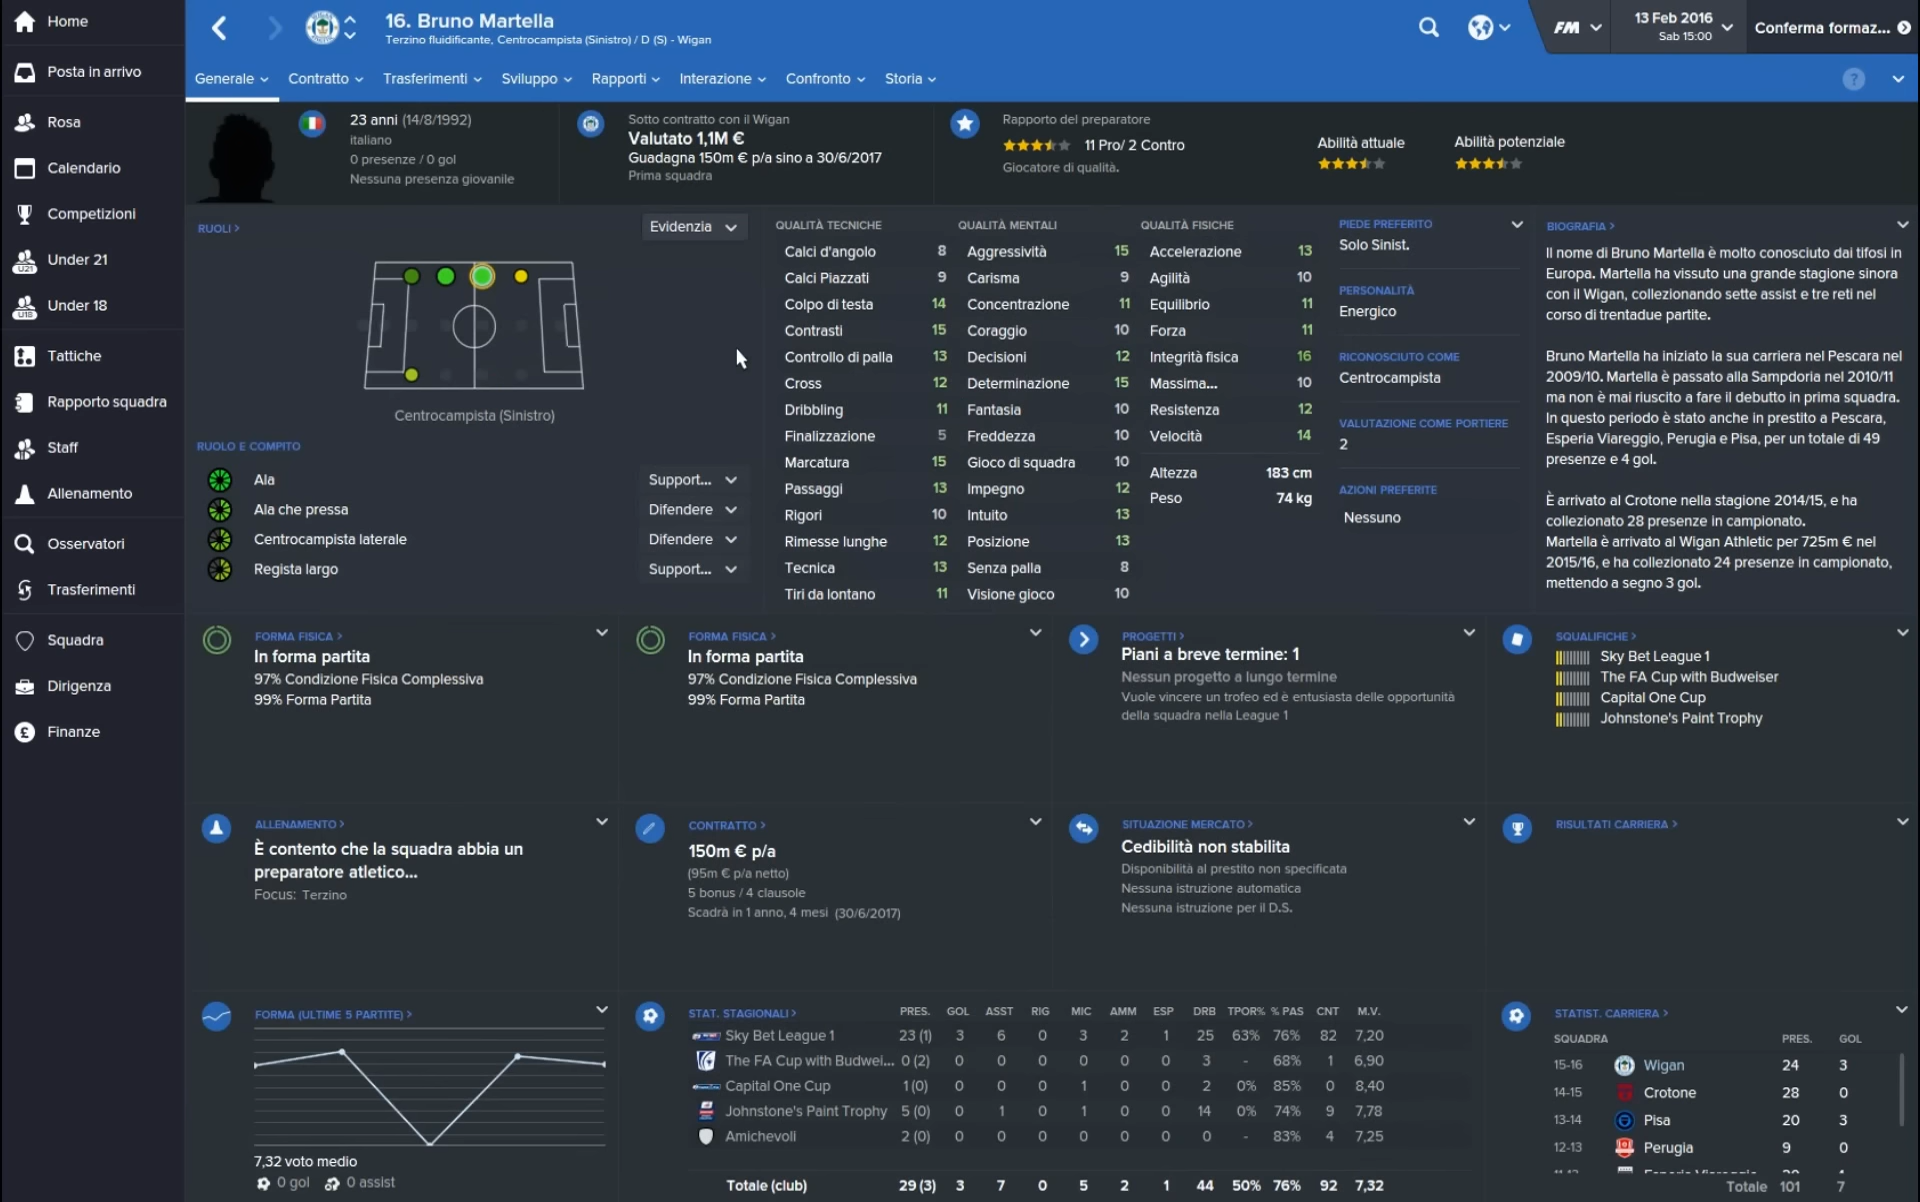 Home
Posta in arrivo
Rosa
Calendario
Competizioni
U21 Under 21
U18 Under 18
Tattiche
Rapporto squadra
Staff
Allenamento
Osservatori
Trasferimenti
Squadra
Dirigenza
Finanze
16. Bruno Martella
Terzino fluidificante, Centrocampista (Sinistro) / D (S) - Wigan
FM
13 Feb 2016
Sab 15:00
Conferma formaz...
Generale Contratto Trasferimenti Sviluppo Rapporti Interazione Confronto Storia ?
23 anni (14/8/1992)
italiano
0 presenze / 0 gol
Nessuna presenza giovanile
Sotto contratto con il Wigan
Valutato 1,1M €
Guadagna 150m € p/a sino a 30/6/2017
Prima squadra
Rapporto del preparatore
11 Pro/ 2 Contro
Giocatore di qualità.
Abilità attuale
Abilità potenziale
RUOLI >
Evidenzia
Centrocampista (Sinistro)
RUOLO E COMPITO
Ala Support...
Ala che pressa Difendere
Centrocampista laterale Difendere
Regista largo Support...
QUALITÀ TECNICHE
Calci d'angolo 8
Calci Piazzati 9
Colpo di testa 14
Contrasti 15
Controllo di palla 13
Cross 12
Dribbling 11
Finalizzazione 5
Marcatura 15
Passaggi 13
Rigori 10
Rimesse lunghe 12
Tecnica 13
Tiri da lontano 11
QUALITÀ MENTALI
Aggressività 15
Carisma 9
Concentrazione 11
Coraggio 10
Decisioni 12
Determinazione 15
Fantasia 10
Freddezza 10
Gioco di squadra 10
Impegno 12
Intuito 13
Posizione 13
Senza palla 8
Visione gioco 10
QUALITÀ FISICHE
Accelerazione 13
Agilità 10
Equilibrio 11
Forza 11
Integrità fisica 16
Massima... 10
Resistenza 12
Velocità 14
Altezza 183 cm
Peso 74 kg
PIEDE PREFERITO
Solo Sinist.
PERSONALITÀ
Energico
RICONOSCIUTO COME
Centrocampista
VALUTAZIONE COME PORTIERE
2
AZIONI PREFERITE
Nessuno
BIOGRAFIA >
Il nome di Bruno Martella è molto conosciuto dai tifosi in
Europa. Martella ha vissuto una grande stagione sinora
con il Wigan, collezionando sette assist e tre reti nel
corso di trentadue partite.
Bruno Martella ha iniziato la sua carriera nel Pescara nel
2009/10. Martella è passato alla Sampdoria nel 2010/11
ma non è mai riuscito a fare il debutto in prima squadra.
In questo periodo è stato anche in prestito a Pescara,
Esperia Viareggio, Perugia e Pisa, per un totale di 49
presenze e 4 gol.
È arrivato al Crotone nella stagione 2014/15, e ha
collezionato 28 presenze in campionato.
Martella è arrivato al Wigan Athletic per 725m € nel
2015/16, e ha collezionato 24 presenze in campionato,
mettendo a segno 3 gol.
FORMA FISICA >
In forma partita
97% Condizione Fisica Complessiva
99% Forma Partita
FORMA FISICA >
In forma partita
97% Condizione Fisica Complessiva
99% Forma Partita
PROGETTI >
Piani a breve termine: 1
Nessun progetto a lungo termine
Vuole vincere un trofeo ed è entusista delle opportunità
della squadra nella League 1
SQUALIFICHE >
Sky Bet League 1
The FA Cup with Budweiser
Capital One Cup
Johnstone's Paint Trophy
ALLENAMENTO >
È contento che la squadra abbia un
preparatore atletico...
Focus: Terzino
CONTRATTO >
150m € p/a
(95m € p/a netto)
5 bonus / 4 clausole
Scadrà in 1 anno, 4 mesi (30/6/2017)
SITUAZIONE MERCATO >
Cedibilità non stabilita
Disponibilità al prestito non specificata
Nessuna istruzione automatica
Nessuna istruzione per il D.S.
RISULTATI CARRIERA >
FORMA (ULTIME 5 PARTITE) >
7,32 voto medio
0 gol 0 assist
STAT. STAGIONALI > PRES. GOL ASST RIG MIC AMM ESP DRB TPOR% % PAS CNT M.V.
Sky Bet League 1 23 (1) 3 6 0 3 2 1 25 63% 76% 82 7,20
The FA Cup with Budwei... 0 (2) 0 0 0 0 0 0 3 - 68% 1 6,90
Capital One Cup 1 (0) 0 0 0 1 0 0 2 0% 85% 0 8,40
Johnstone's Paint Trophy 5 (0) 0 1 0 1 0 0 14 0% 74% 9 7,78
Amichevoli 2 (0) 0 0 0 0 0 0 0 - 83% 4 7,25
Totale (club) 29 (3) 3 7 0 5 2 1 44 50% 76% 92 7,32
STATIST. CARRIERA >
SQUADRA PRES. GOL
15-16 Wigan 24 3
14-15 Crotone 28 0
13-14 Pisa 20 3
12-13 Perugia 9 0
Totale 101 7